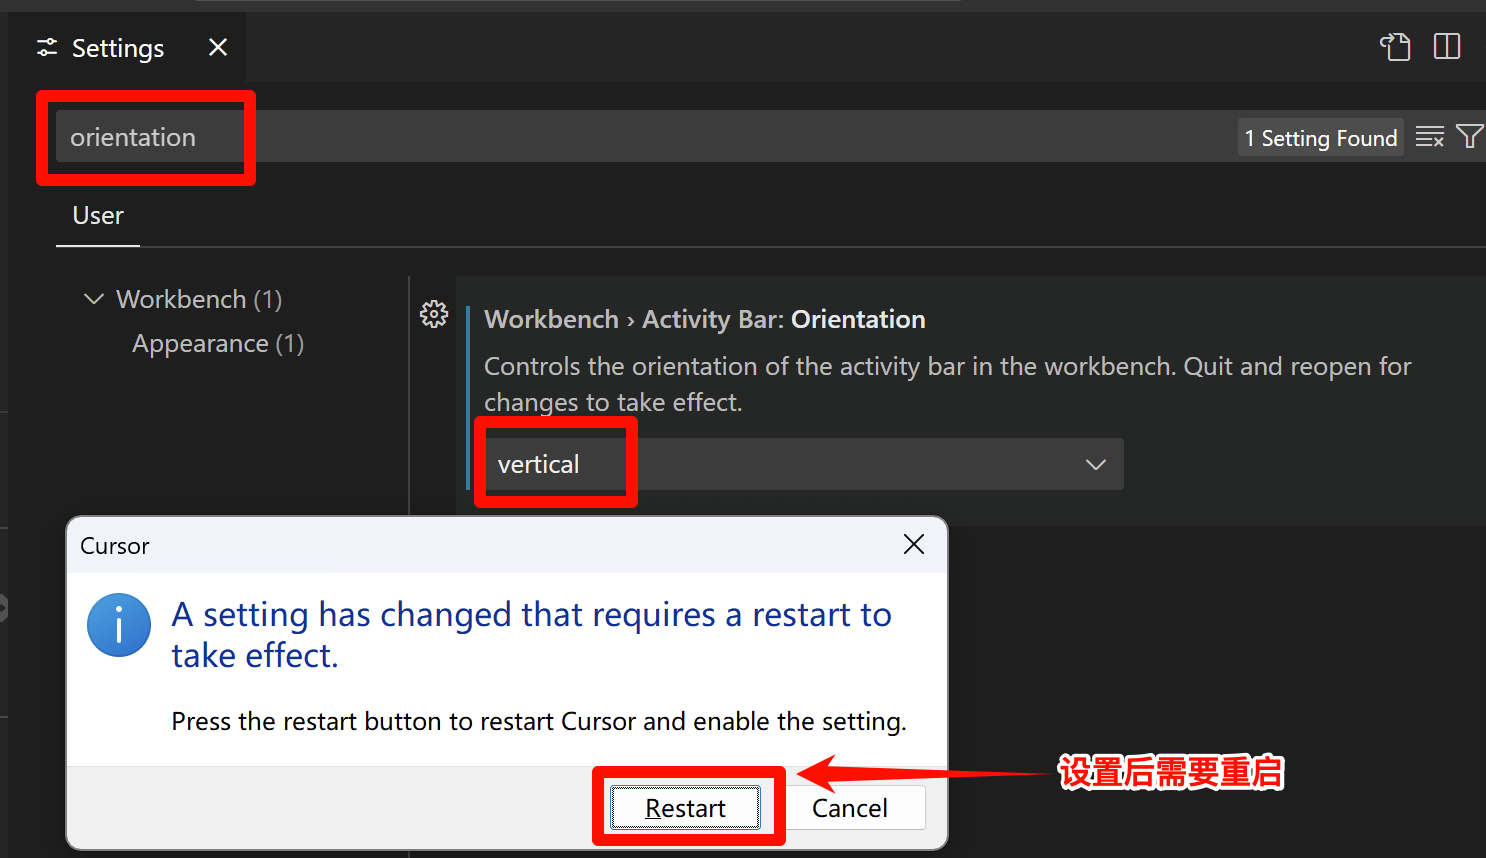 Settings
orientation
1 Setting Found
User
Workbench (1)
Appearance (1)
Workbench › Activity Bar: Orientation
Controls the orientation of the activity bar in the workbench. Quit and reopen for
changes to take effect.
vertical
Cursor
A setting has changed that requires a restart to
take effect.
Press the restart button to restart Cursor and enable the setting.
设置后需要重启
Restart
Cancel